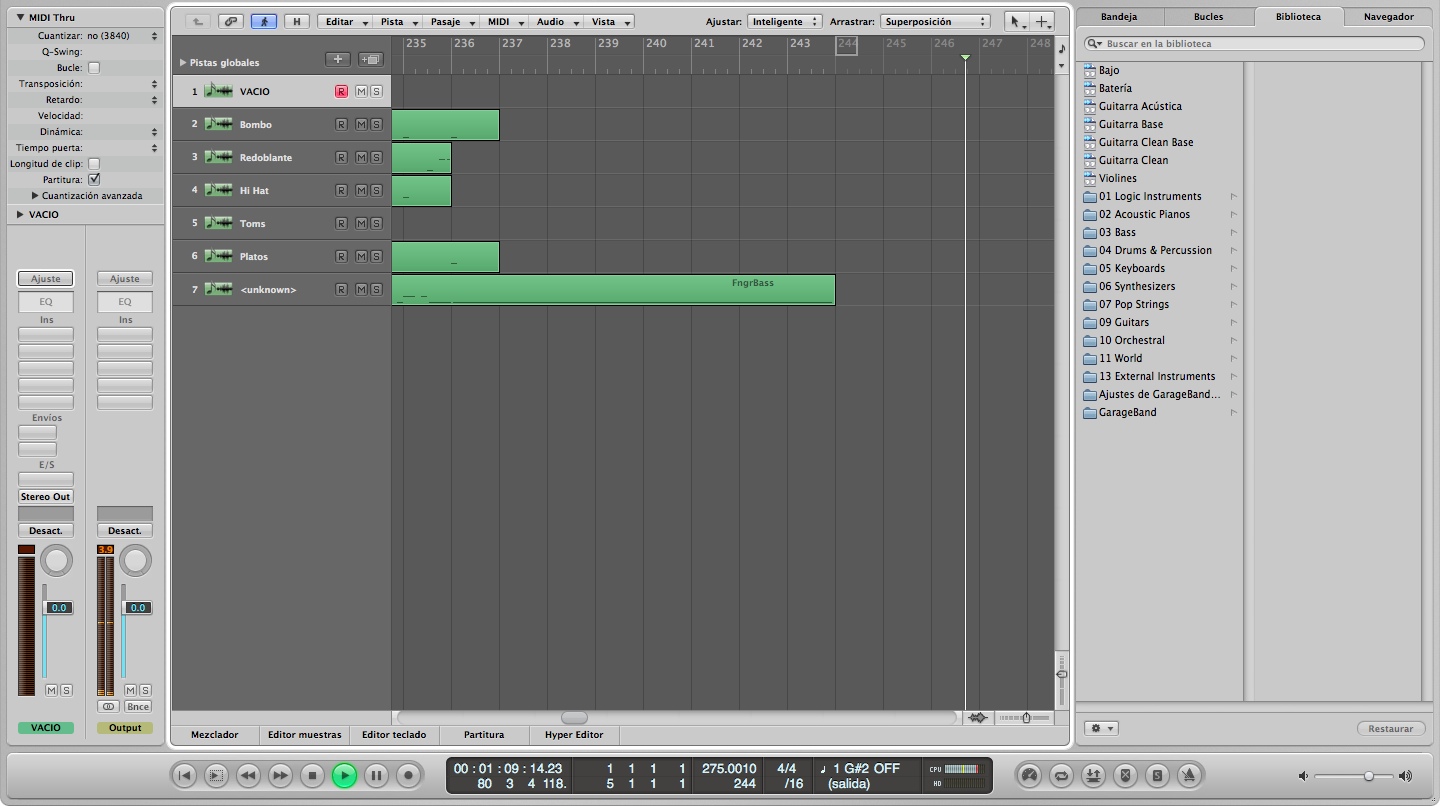 MIDI Thru
Cuantizar: no (3840)
Q-Swing:
Bucle:
Transposición:
Retardo:
Velocidad:
Dinámica:
Tiempo puerta:
Longitud de clip:
Partitura:
Cuantización avanzada
VACIO
Ajuste Ajuste
EQ EQ
Ins Ins
Envíos
E/S
Stereo Out
Desact. Desact.
3.9
0.0 0.0
M S M S
Bnce
VACIO Output
H Editar Pista Pasaje MIDI Audio Vista Ajustar: Inteligente Arrastrar: Superposición
235 236 237 238 239 240 241 242 243 244 245 246 247 248
Pistas globales
1 VACIO R M S
2 Bombo R M S
3 Redoblante R M S
4 Hi Hat R M S
5 Toms R M S
6 Platos R M S
7 <unknown> R M S
FngrBass
Mezclador Editor muestras Editor teclado Partitura Hyper Editor
Bandeja Bucles Biblioteca Navegador
Buscar en la biblioteca
Bajo
Batería
Guitarra Acústica
Guitarra Base
Guitarra Clean Base
Guitarra Clean
Violines
01 Logic Instruments
02 Acoustic Pianos
03 Bass
04 Drums & Percussion
05 Keyboards
06 Synthesizers
07 Pop Strings
09 Guitars
10 Orchestral
11 World
13 External Instruments
Ajustes de GarageBand...
GarageBand
Restaurar
00 : 01 : 09 : 14.23 1 1 1 1 275.0010 4/4 1 G#2 OFF CPU
80 3 4 118. 5 1 1 1 244 /16 (salida) HD
S